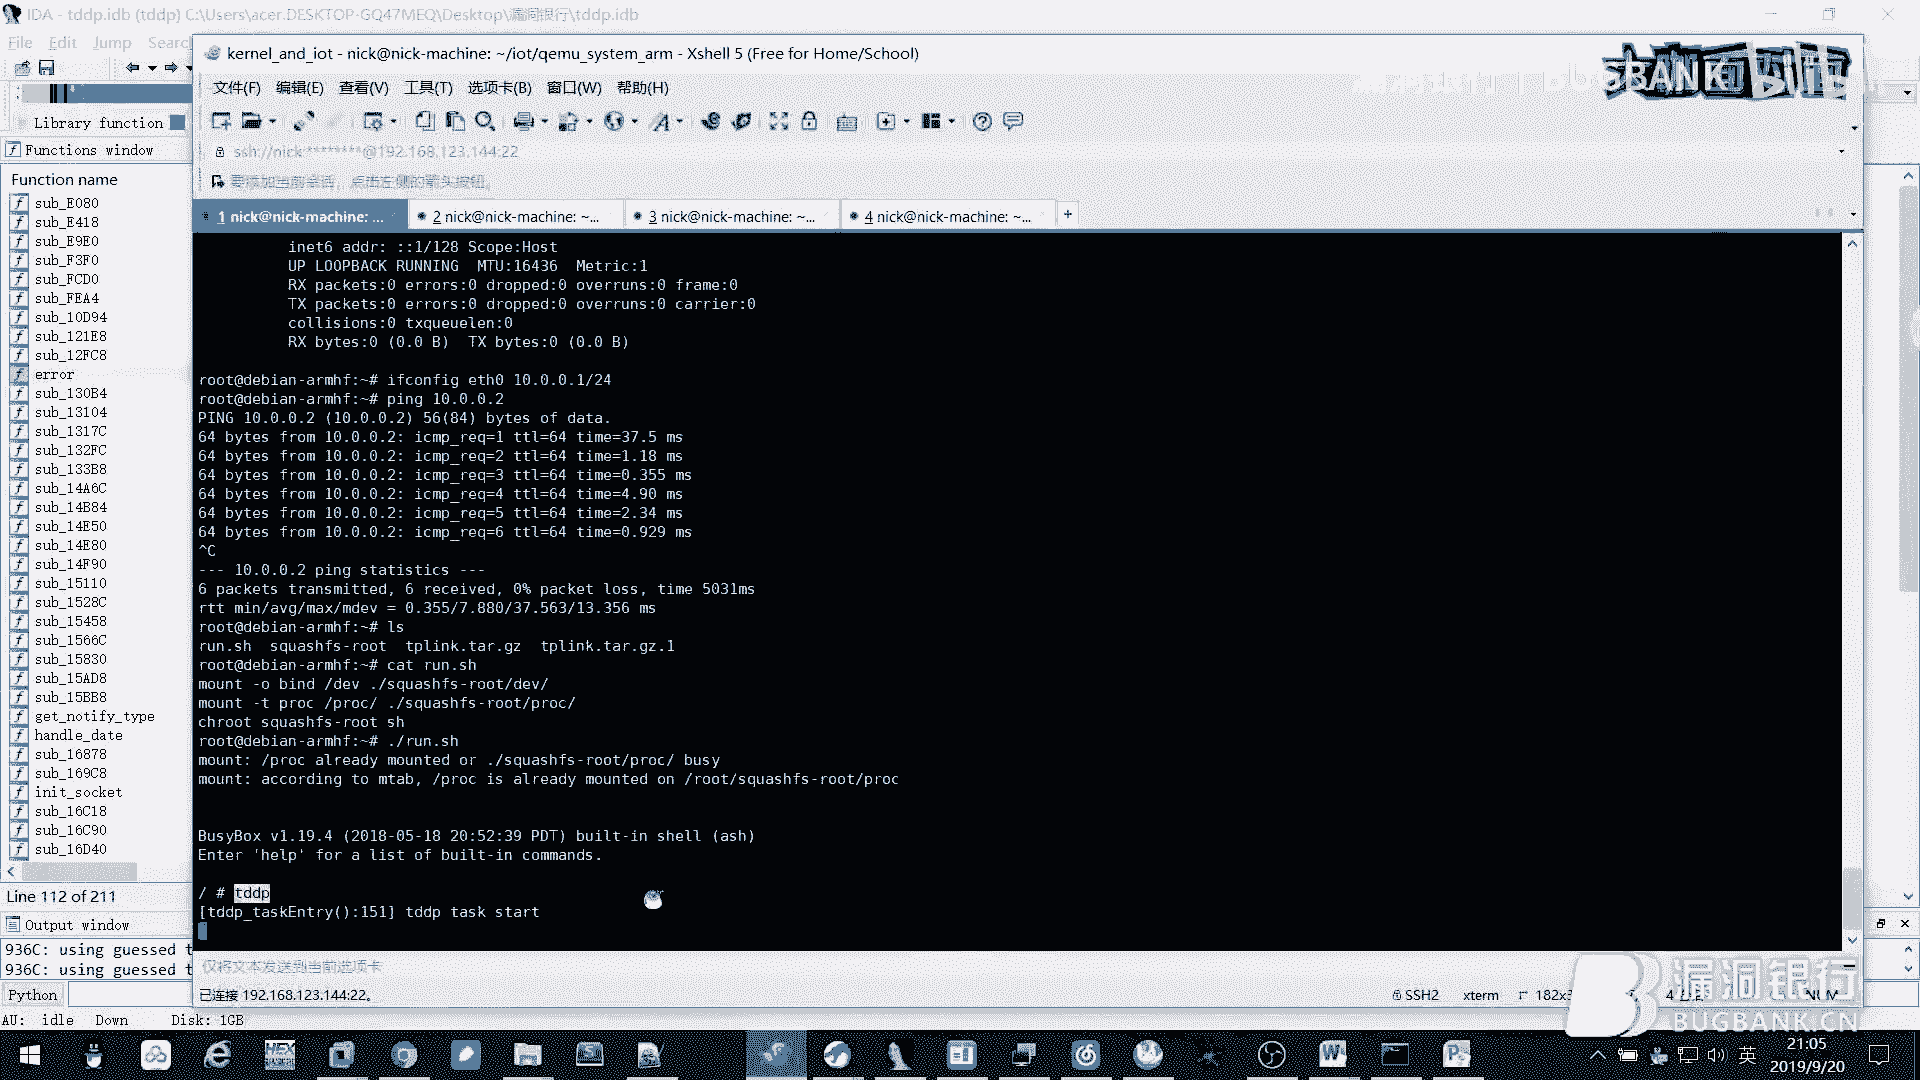 IDA - tddp.idb (tddp) C:\Users\acer.DESKTOP-GQ47MEQ\Desktop\漏洞银行\tddp.idb
File Edit Jump Searc
kernel_and_iot - nick@nick-machine: ~/iot/qemu_system_arm - Xshell 5 (Free for Home/School)
BUGBANK
文件(F) 编辑(E) 查看(V) 工具(T) 选项卡(B) 窗口(W) 帮助(H)
Library function
ssh://nick:********@192.168.123.144:22
Functions window
要添加当前会话，点击左侧的箭头按钮。
Function name
1 nick@nick-machine: ...
2 nick@nick-machine: ~...
3 nick@nick-machine: ~...
4 nick@nick-machine: ~...
+
sub_E080
sub_E418
sub_E9E0
sub_F3F0
sub_FCD0
sub_FEA4
sub_10D94
sub_121E8
sub_12FC8
error
sub_130B4
sub_13104
sub_1317C
sub_132FC
sub_133B8
sub_14A6C
sub_14B84
sub_14E50
sub_14E80
sub_14F90
sub_15110
sub_1528C
sub_15458
sub_1566C
sub_15830
sub_15AD8
sub_15BB8
get_notify_type
handle_date
sub_16878
sub_169C8
init_socket
sub_16C18
sub_16C90
sub_16D40
Line 112 of 211
Output window
936C: using guessed t
936C: using guessed t
Python
AU: idle Down Disk: 1GB
inet6 addr: ::1/128 Scope:Host
UP LOOPBACK RUNNING MTU:16436 Metric:1
RX packets:0 errors:0 dropped:0 overruns:0 frame:0
TX packets:0 errors:0 dropped:0 overruns:0 carrier:0
collisions:0 txqueuelen:0
RX bytes:0 (0.0 B) TX bytes:0 (0.0 B)
root@debian-armhf:~# ifconfig eth0 10.0.0.1/24
root@debian-armhf:~# ping 10.0.0.2
PING 10.0.0.2 (10.0.0.2) 56(84) bytes of data.
64 bytes from 10.0.0.2: icmp_req=1 ttl=64 time=37.5 ms
64 bytes from 10.0.0.2: icmp_req=2 ttl=64 time=1.18 ms
64 bytes from 10.0.0.2: icmp_req=3 ttl=64 time=0.355 ms
64 bytes from 10.0.0.2: icmp_req=4 ttl=64 time=4.90 ms
64 bytes from 10.0.0.2: icmp_req=5 ttl=64 time=2.34 ms
64 bytes from 10.0.0.2: icmp_req=6 ttl=64 time=0.929 ms
^C
--- 10.0.0.2 ping statistics ---
6 packets transmitted, 6 received, 0% packet loss, time 5031ms
rtt min/avg/max/mdev = 0.355/7.880/37.563/13.356 ms
root@debian-armhf:~# ls
run.sh squashfs-root tplink.tar.gz tplink.tar.gz.1
root@debian-armhf:~# cat run.sh
mount -o bind /dev ./squashfs-root/dev/
mount -t proc /proc/ ./squashfs-root/proc/
chroot squashfs-root sh
root@debian-armhf:~# ./run.sh
mount: /proc already mounted or ./squashfs-root/proc/ busy
mount: according to mtab, /proc is already mounted on /root/squashfs-root/proc
BusyBox v1.19.4 (2018-05-18 20:52:39 PDT) built-in shell (ash)
Enter 'help' for a list of built-in commands.
/ # tddp
[tddp_taskEntry():151] tddp task start
仅将文本发送到当前选项卡
已连接 192.168.123.144:22。
SSH2 xterm 182x3 NUM
漏洞银行
BUGBANK.CN
英
21:05
2019/9/20